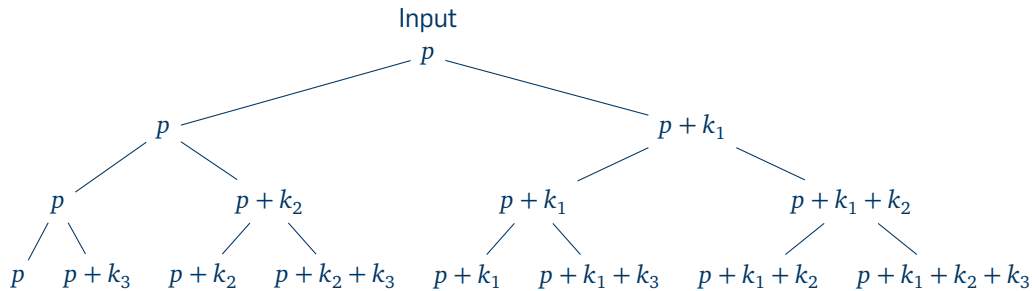 Input
p
p p + k₁
p p + k₂ p + k₁ p + k₁ + k₂
p p + k₃ p + k₂ p + k₂ + k₃ p + k₁ p + k₁ + k₃ p + k₁ + k₂ p + k₁ + k₂ + k₃